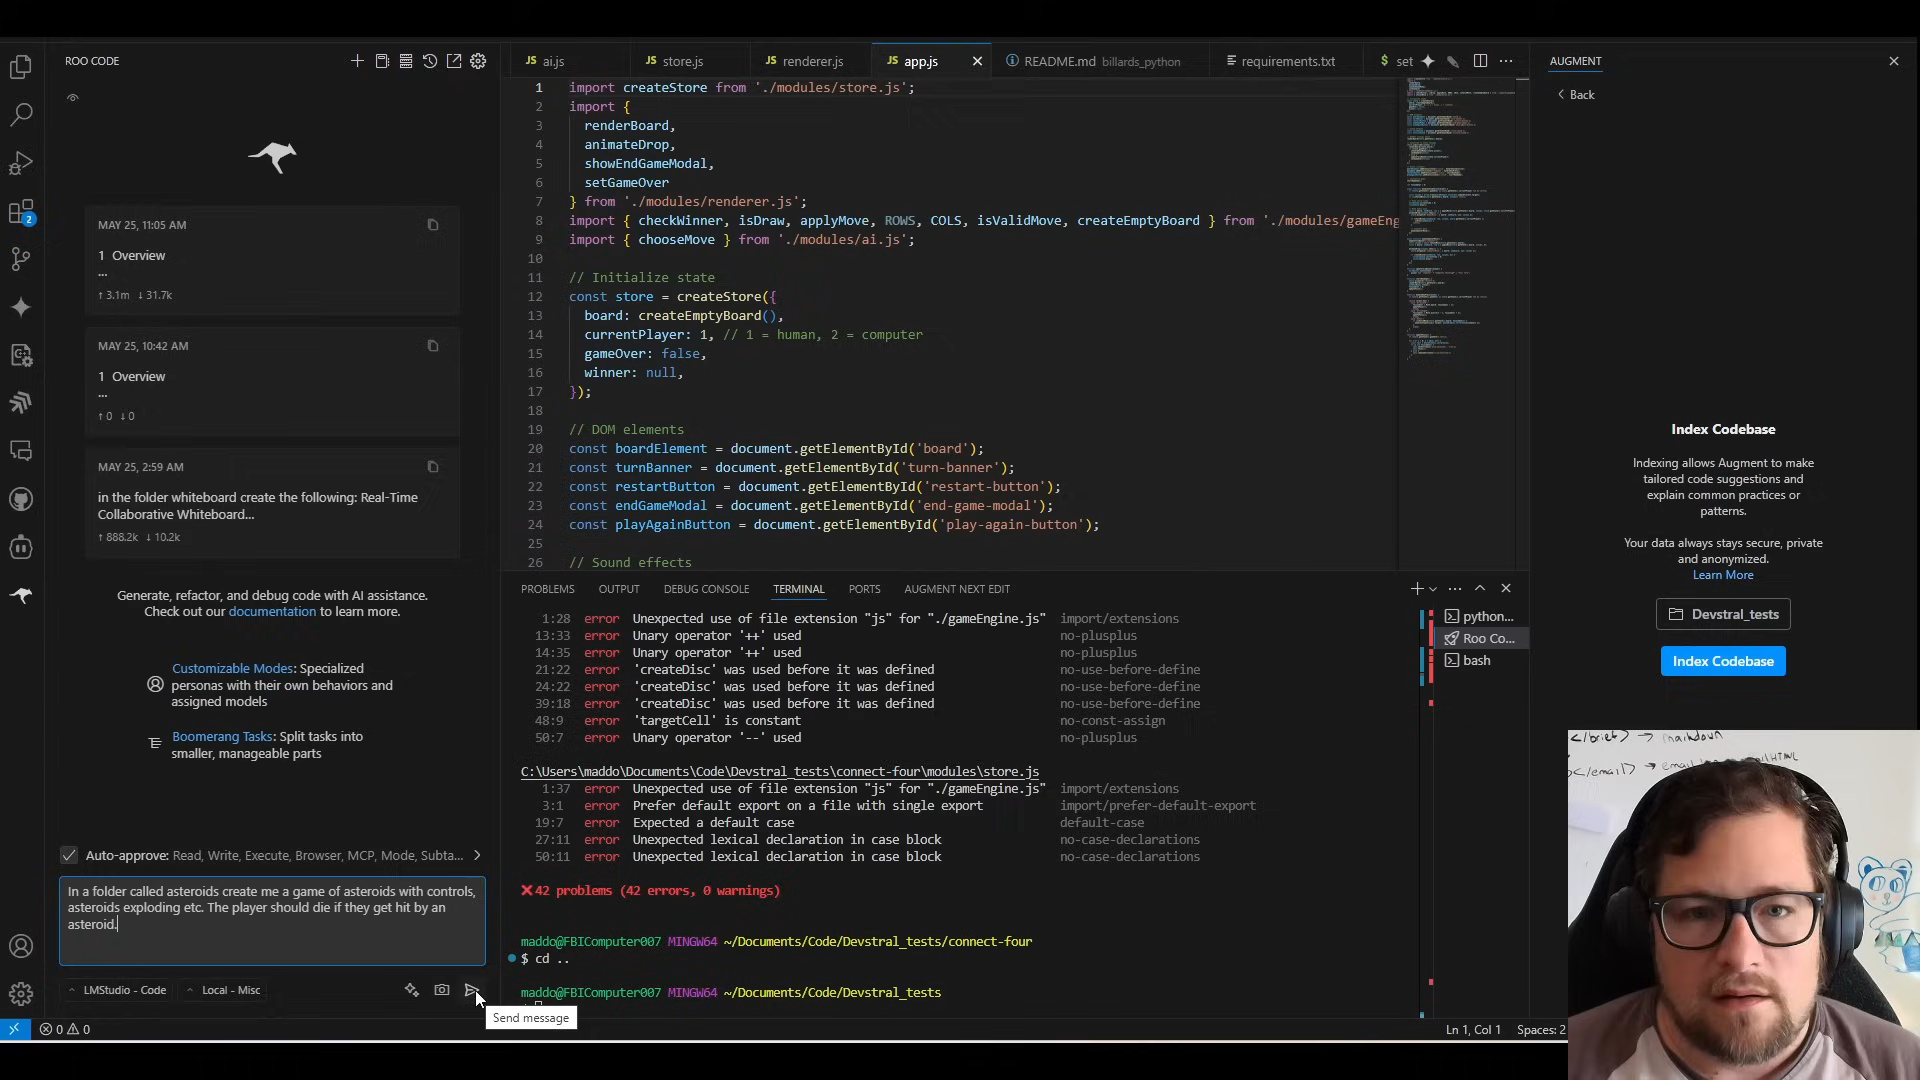 ROO CODE
MAY 25, 11:05 AM
1 Overview
...
↑ 3.1m ↓ 31.7k
MAY 25, 10:42 AM
1 Overview
...
↑ 0 ↓ 0
MAY 25, 2:59 AM
in the folder whiteboard create the following: Real-Time
Collaborative Whiteboard...
↑ 888.2k ↓ 10.2k
Generate, refactor, and debug code with AI assistance.
Check out our documentation to learn more.
Customizable Modes: Specialized
personas with their own behaviors and
assigned models
Boomerang Tasks: Split tasks into
smaller, manageable parts
Auto-approve: Read, Write, Execute, Browser, MCP, Mode, Subta...
In a folder called asteroids create me a game of asteroids with controls,
asteroids exploding etc. The player should die if they get hit by an
asteroid.
LMStudio - Code
Local - Misc
Send message
2
JS ai.js
JS store.js
JS renderer.js
JS app.js
README.md billards_python
requirements.txt
$ set
1 import createStore from './modules/store.js';
2 import {
3 renderBoard,
4 animateDrop,
5 showEndGameModal,
6 setGameOver
7 } from './modules/renderer.js';
8 import { checkWinner, isDraw, applyMove, ROWS, COLS, isValidMove, createEmptyBoard } from './modules/gameEng
9 import { chooseMove } from './modules/ai.js';
10
11 // Initialize state
12 const store = createStore({
13 board: createEmptyBoard(),
14 currentPlayer: 1, // 1 = human, 2 = computer
15 gameOver: false,
16 winner: null,
17 });
18
19 // DOM elements
20 const boardElement = document.getElementById('board');
21 const turnBanner = document.getElementById('turn-banner');
22 const restartButton = document.getElementById('restart-button');
23 const endGameModal = document.getElementById('end-game-modal');
24 const playAgainButton = document.getElementById('play-again-button');
25
26 // Sound effects
PROBLEMS
OUTPUT
DEBUG CONSOLE
TERMINAL
PORTS
AUGMENT NEXT EDIT
1:28 error Unexpected use of file extension "js" for "./gameEngine.js" import/extensions
13:33 error Unary operator '++' used no-plusplus
14:35 error Unary operator '++' used no-plusplus
21:22 error 'createDisc' was used before it was defined no-use-before-define
24:22 error 'createDisc' was used before it was defined no-use-before-define
39:18 error 'createDisc' was used before it was defined no-use-before-define
48:9 error 'targetCell' is constant no-const-assign
50:7 error Unary operator '--' used no-plusplus
C:\Users\maddo\Documents\Code\Devstral_tests\connect-four\modules\store.js
1:37 error Unexpected use of file extension "js" for "./gameEngine.js" import/extensions
3:1 error Prefer default export on a file with single export import/prefer-default-export
19:7 error Expected a default case default-case
27:11 error Unexpected lexical declaration in case block no-case-declarations
50:11 error Unexpected lexical declaration in case block no-case-declarations
42 problems (42 errors, 0 warnings)
maddo@FBIComputer007 MINGW64 ~/Documents/Code/Devstral_tests/connect-four
$ cd ..
maddo@FBIComputer007 MINGW64 ~/Documents/Code/Devstral_tests
python...
Roo Co...
bash
AUGMENT
Back
Index Codebase
Indexing allows Augment to make
tailored code suggestions and
explain common practices or
patterns.
Your data always stays secure, private
and anonymized.
Learn More
Devstral_tests
Index Codebase
</brief> → markdown
</email> →
0 0
Ln 1, Col 1
Spaces: 2